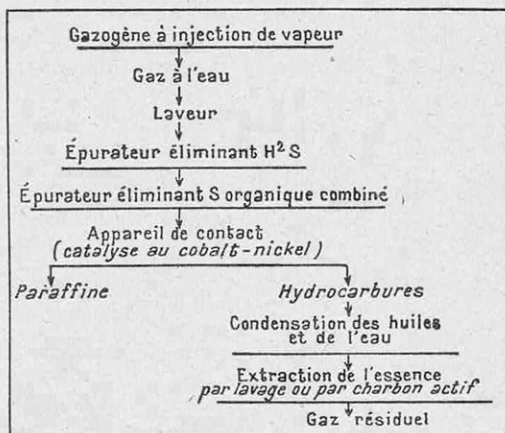 Gazogène à injection de vapeur
Gaz à l'eau
Laveur
Épurateur éliminant H²S
Épurateur éliminant S organique combiné
Appareil de contact
(catalyse au cobalt-nickel)
Paraffine
Hydrocarbures
Condensation des huiles
et de l'eau
Extraction de l'essence
par lavage ou par charbon actif
Gaz résiduel